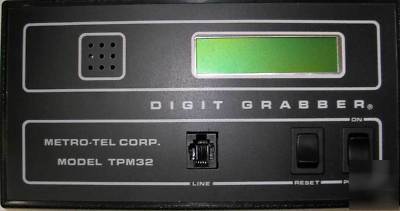 DIGIT GRABBER®
ON
METRO-TEL CORP.
MODEL TPM32
LINE
RESET